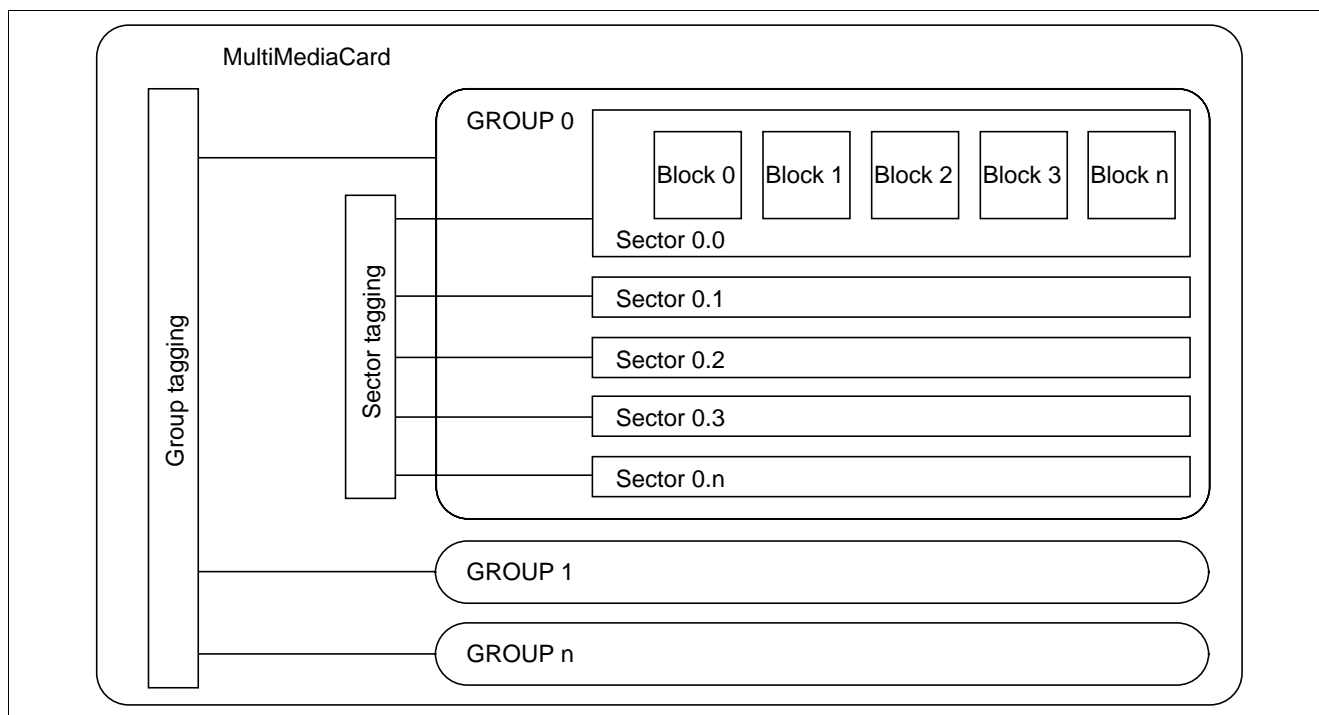 MultiMediaCard
Group tagging
Sector tagging
GROUP 0
Block 0 Block 1 Block 2 Block 3 Block n
Sector 0.0
Sector 0.1
Sector 0.2
Sector 0.3
Sector 0.n
GROUP 1
GROUP n